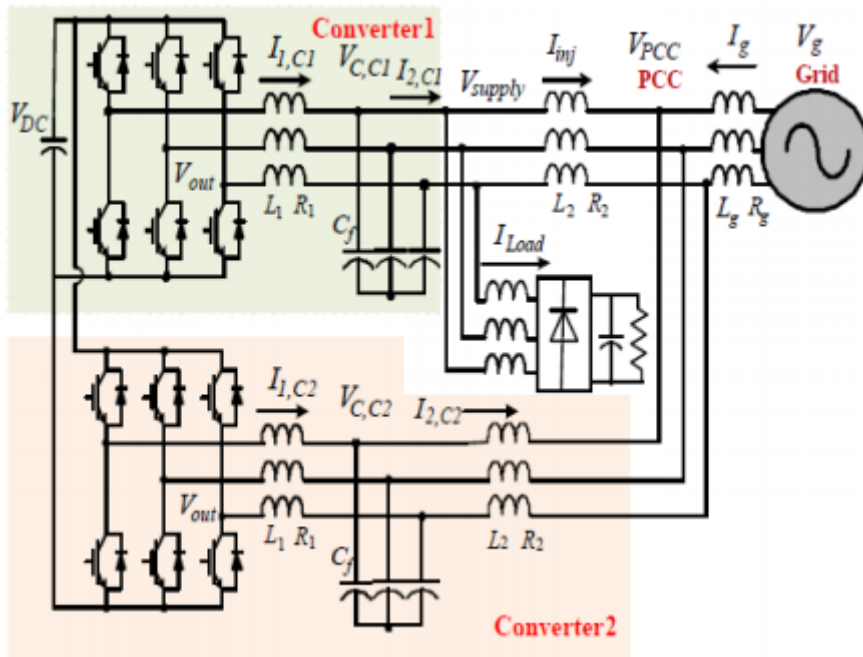 Converter1
I1,C1
VC,C1
I2,C1
Vsupply
Iinj
VPCC
PCC
Ig
Vg
Grid
VDC
Vout
L1 R1
Cf
L2 R2
Lg Rg
ILoad
I1,C2
VC,C2
I2,C2
Vout
L1 R1
L2 R2
Cf
Converter2